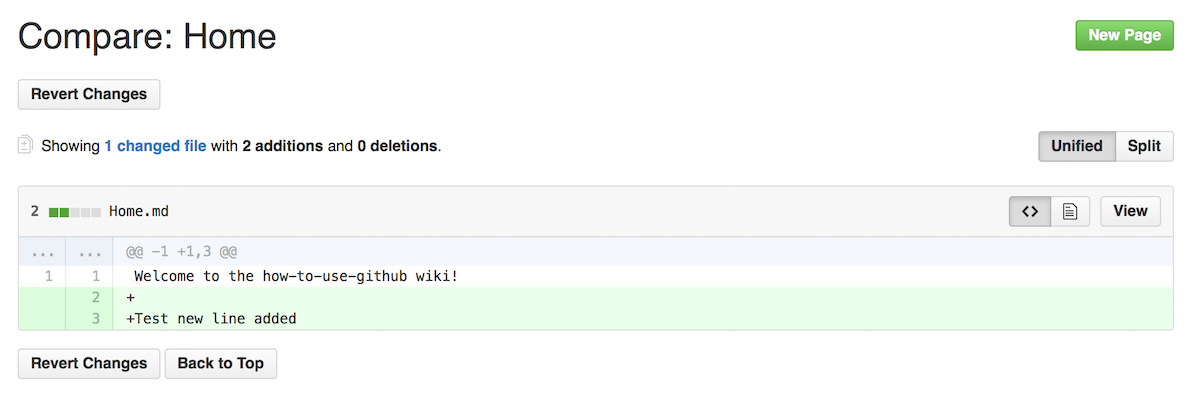 Compare: Home
New Page
Revert Changes
Showing 1 changed file with 2 additions and 0 deletions.
Unified Split
2 Home.md
<> View
... ... @@ -1 +1,3 @@
1 1 Welcome to the how-to-use-github wiki!
2 +
3 +Test new line added
Revert Changes Back to Top